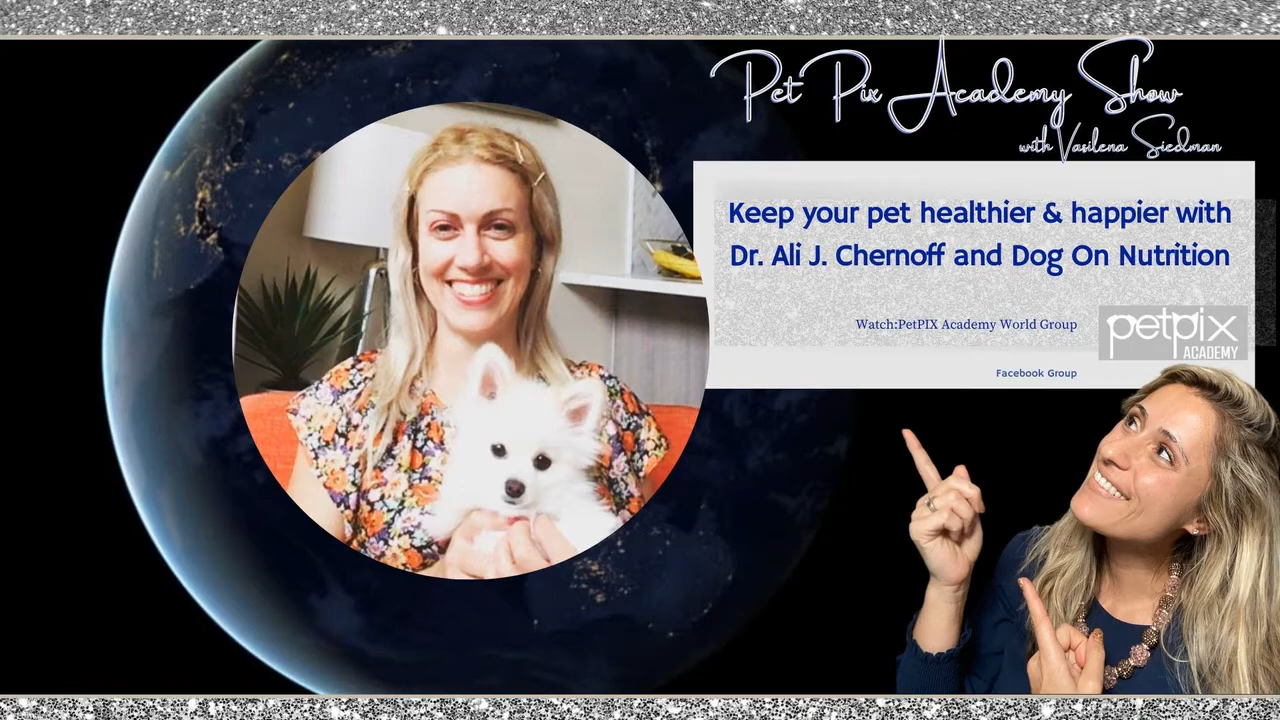 Pet Pix Academy Show
with Vasilena Siedman
Keep your pet healthier & happier with
Dr. Ali J. Chernoff and Dog On Nutrition
Watch:PetPIX Academy World Group
petpix
ACADEMY
Facebook Group